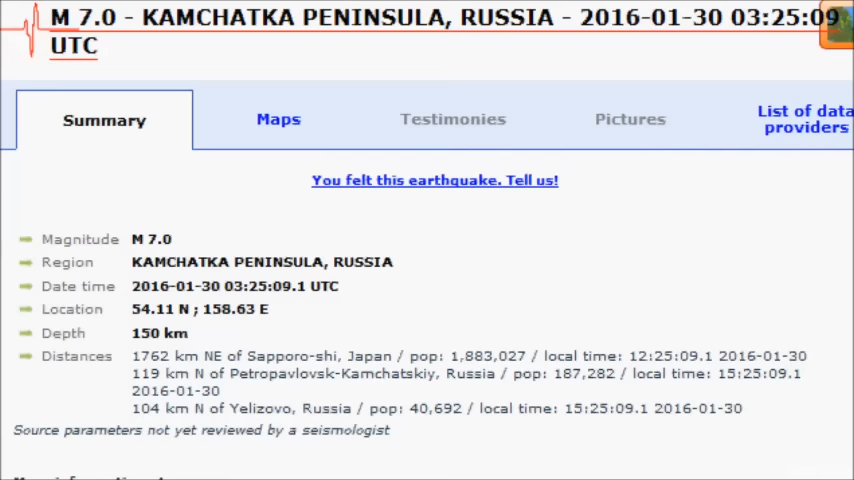 M 7.0 - KAMCHATKA PENINSULA, RUSSIA - 2016-01-30 03:25:09
UTC
Summary
Maps
Testimonies
Pictures
List of data
providers
You felt this earthquake. Tell us!
Magnitude M 7.0
Region KAMCHATKA PENINSULA, RUSSIA
Date time 2016-01-30 03:25:09.1 UTC
Location 54.11 N ; 158.63 E
Depth 150 km
Distances 1762 km NE of Sapporo-shi, Japan / pop: 1,883,027 / local time: 12:25:09.1 2016-01-30
119 km N of Petropavlovsk-Kamchatskiy, Russia / pop: 187,282 / local time: 15:25:09.1
2016-01-30
104 km N of Yelizovo, Russia / pop: 40,692 / local time: 15:25:09.1 2016-01-30
Source parameters not yet reviewed by a seismologist